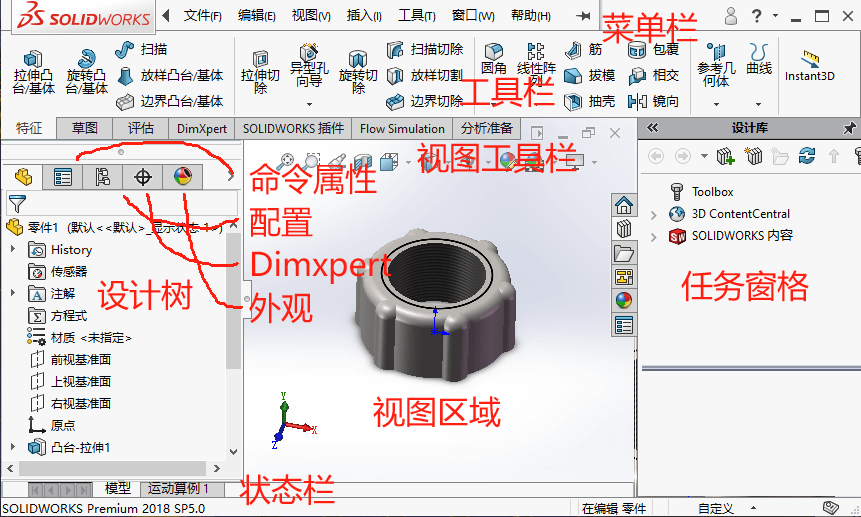 SOLIDWORKS 文件(F) 编辑(E) 视图(V) 插入(I) 工具(T) 窗口(W) 帮助(H) ?
菜单栏
拉伸凸台/基体 旋转凸台/基体 扫描 放样凸台/基体 边界凸台/基体 拉伸切除 异型孔向导 旋转切除 扫描切除 放样切割 边界切除 圆角 线性阵列 筋 拔模 抽壳 包覆 相交 镜向 参考几何体 曲线 Instant3D
工具栏
特征 草图 评估 DimXpert SOLIDWORKS 插件 Flow Simulation 分析准备
设计库
视图工具栏
命令属性
配置
Dimxpert
外观
零件1 (默认<<默认>_显示状态 1>)
History
传感器
注解
方程式
材质 <未指定>
前视基准面
上视基准面
右视基准面
原点
凸台-拉伸1
设计树
Toolbox
3D ContentCentral
SOLIDWORKS 内容
任务窗格
视图区域
Y
X
Z
模型 运动算例 1
状态栏
SOLIDWORKS Premium 2018 SP5.0 在编辑 零件 自定义